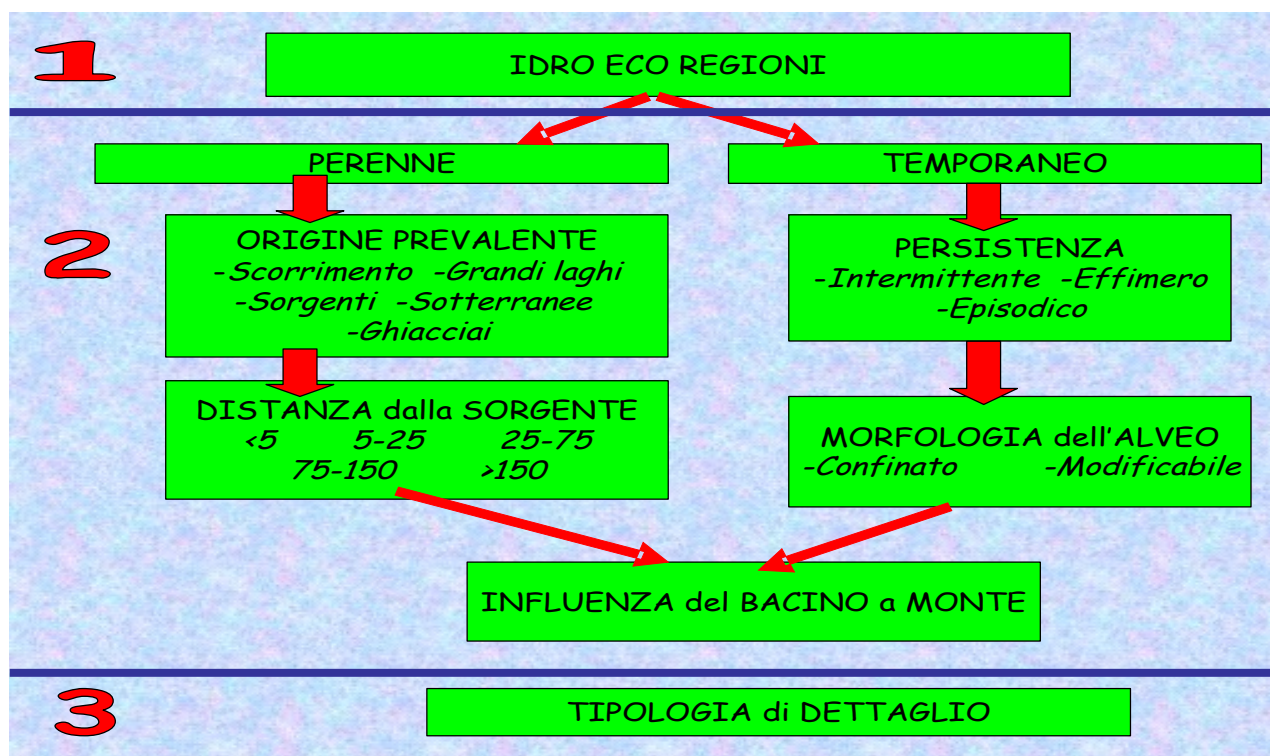 1
IDRO ECO REGIONI
PERENNE
TEMPORANEO
2
ORIGINE PREVALENTE
-Scorrimento -Grandi laghi
-Sorgenti -Sotterranee
-Ghiacciai
PERSISTENZA
-Intermittente -Effimero
-Episodico
DISTANZA dalla SORGENTE
<5 5-25 25-75
75-150 >150
MORFOLOGIA dell'ALVEO
-Confinato -Modificabile
INFLUENZA del BACINO a MONTE
3
TIPOLOGIA di DETTAGLIO